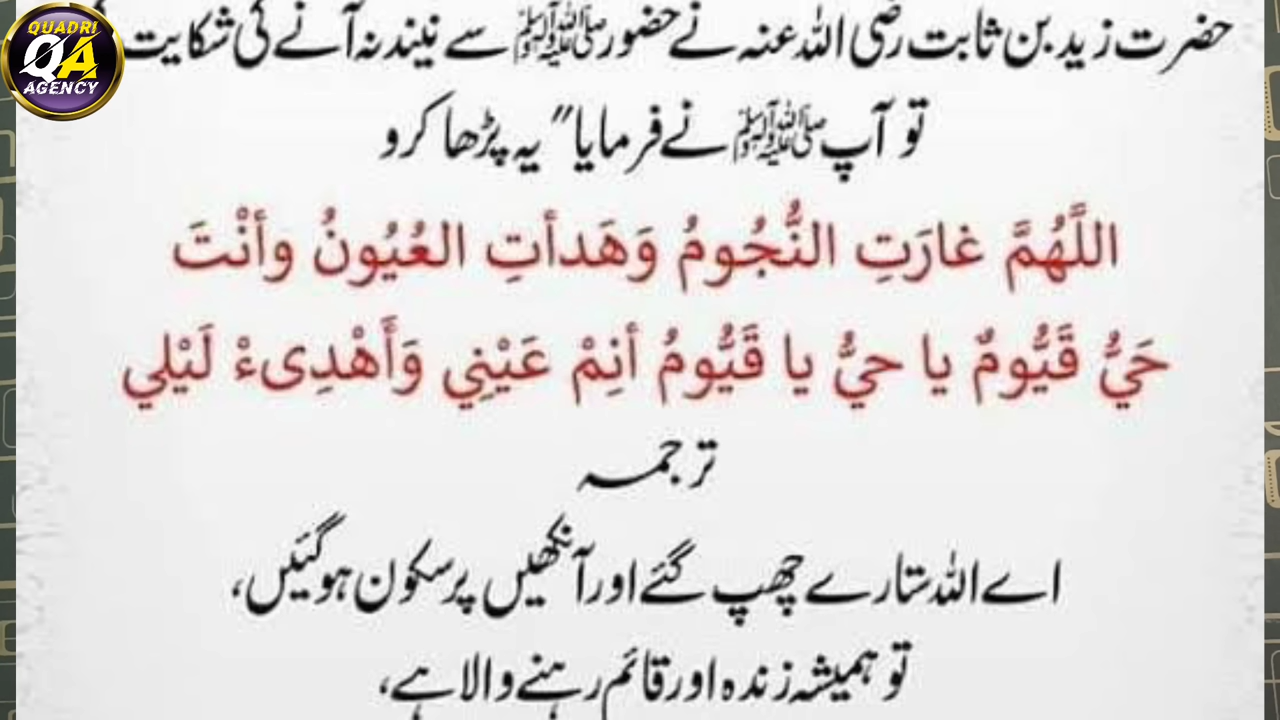 QUADRI
QA
AGENCY
حضرت زید بن ثابت رضی اللہ عنہ نے حضور ﷺ سے نیند نہ آنے کی شکایت
تو آپ ﷺ نے فرمایا" یہ پڑھا کرو
اللَّهُمَّ غارَتِ النُّجُومُ وَهَدأتِ العُيُونُ وأنْتَ
حَيُّ قَيُّومٌ يا حيُّ يا قَيُّومُ أنِمْ عَيْنِي وَأَهْدِىءْ لَيْلي
ترجمہ
اے اللہ ستارے چھپ گئے اور آنکھیں پرسکون ہوگئیں،
تو ہمیشہ زندہ اور قائم رہنے والا ہے،